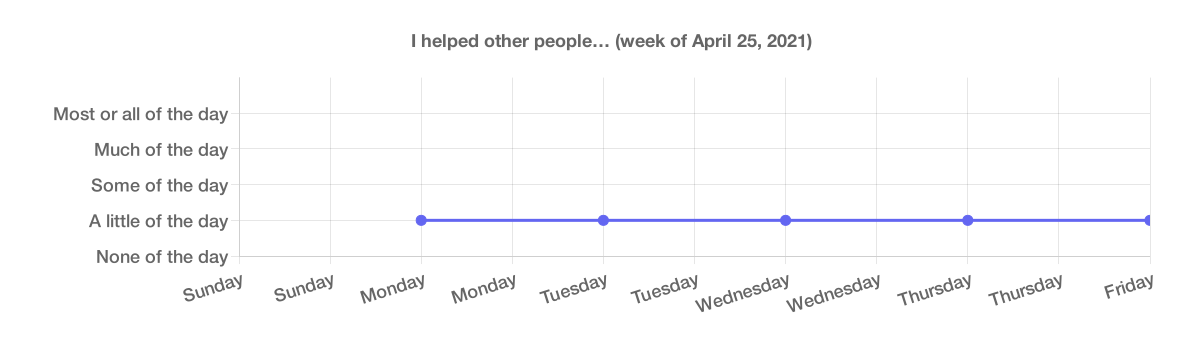 I helped other people… (week of April 25, 2021)
Most or all of the day
Much of the day
Some of the day
A little of the day
None of the day
Sunday
Sunday
Monday
Monday
Tuesday
Tuesday
Wednesday
Wednesday
Thursday
Thursday
Friday